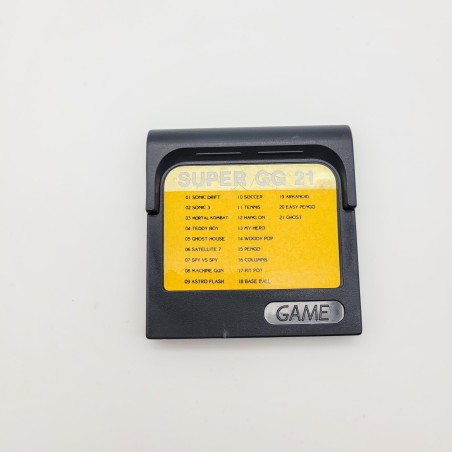 SUPER GG 21
01 SONIC DRIFT
02 SONIC 2
03 MORTAL KOMBAT
04 TEDDY BOY
05 GHOST HOUSE
06 SATELLITE 7
07 SPY VS SPY
08 MACHINE GUN
09 ASTRO FLASH
10 SOCCER
11 TENNIS
12 HANG ON
13 MY HERO
14 WOODY POP
15 PENGO
16 COLUMNS
17 PIT POT
18 BASE BALL
19 ARKANOID
20 EASY PENGO
21 GHOST
GAME